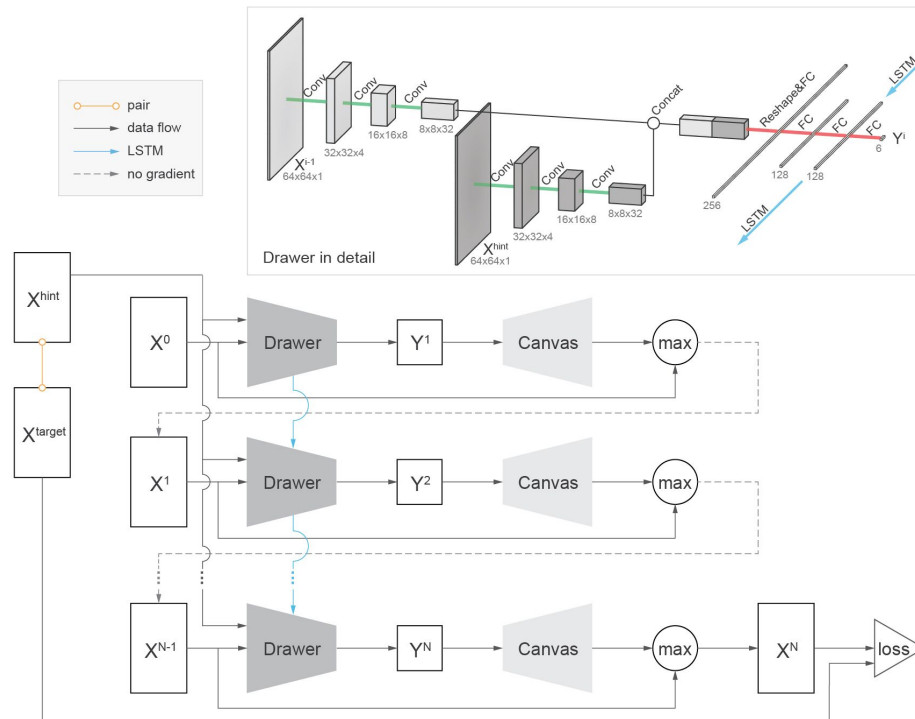 pair
data flow
LSTM
no gradient
Conv
Conv
Conv
X^i-1
64x64x1
32x32x4
16x16x8
8x8x32
Conv
Conv
Conv
X^hint
64x64x1
32x32x4
16x16x8
8x8x32
Concat
Reshape&FC
FC
FC
LSTM
Y^i
256
128
128
6
LSTM
Drawer in detail
X^hint
X^target
X^0
Drawer
Y^1
Canvas
max
X^1
Drawer
Y^2
Canvas
max
X^N-1
Drawer
Y^N
Canvas
max
X^N
loss